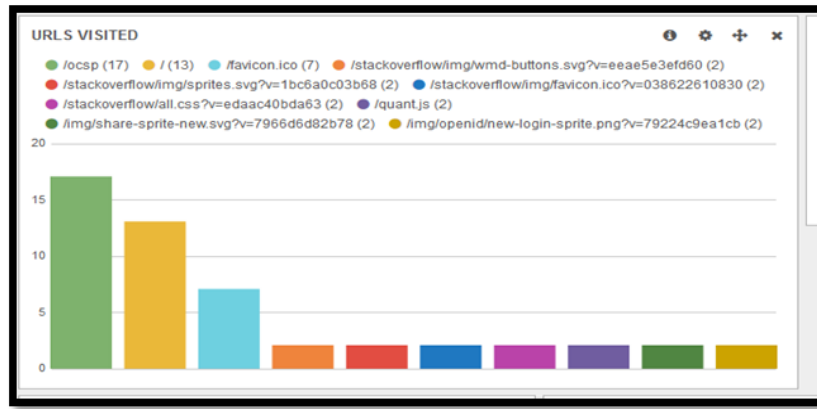 URLS VISITED
/ocsp (17) / (13) /favicon.ico (7) /stackoverflow/img/wmd-buttons.svg?v=eeae5e3efd60 (2)
/stackoverflow/img/sprites.svg?v=1bc6a0c03b68 (2) /stackoverflow/img/favicon.ico?v=038622610830 (2)
/stackoverflow/all.css?v=edaac40bda63 (2) /quant.js (2)
/img/share-sprite-new.svg?v=7966d6d82b78 (2) /img/openid/new-login-sprite.png?v=79224c9ea1cb (2)
20
15
10
5
0